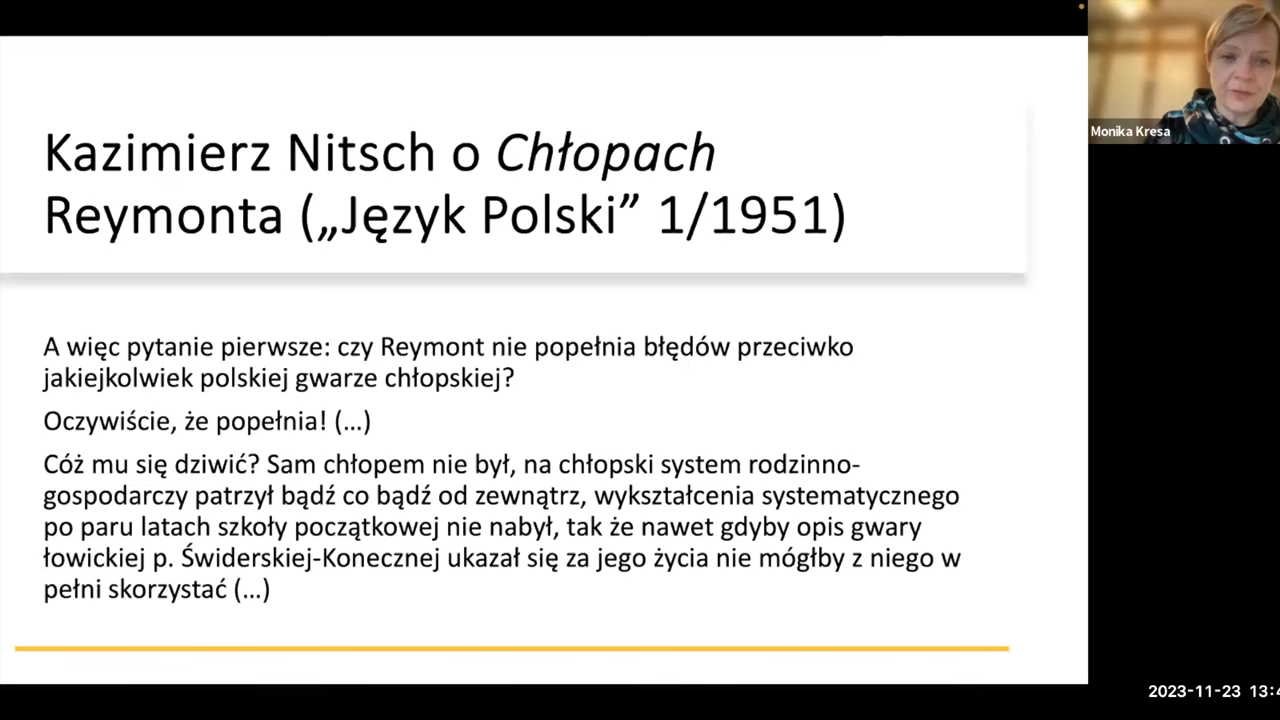 Kazimierz Nitsch o Chłopach
Reymonta („Język Polski” 1/1951)
A więc pytanie pierwsze: czy Reymont nie popełnia błędów przeciwko
jakiejkolwiek polskiej gwarze chłopskiej?
Oczywiście, że popełnia! (…)
Cóż mu się dziwić? Sam chłopem nie był, na chłopski system rodzinno-
gospodarczy patrzył bądź co bądź od zewnątrz, wykształcenia systematycznego
po paru latach szkoły początkowej nie nabył, tak że nawet gdyby opis gwary
łowickiej p. Świderskiej-Konecznej ukazał się za jego życia nie mógłby z niego w
pełni skorzystać (…)
Monika Kresa
2023-11-23 13:4